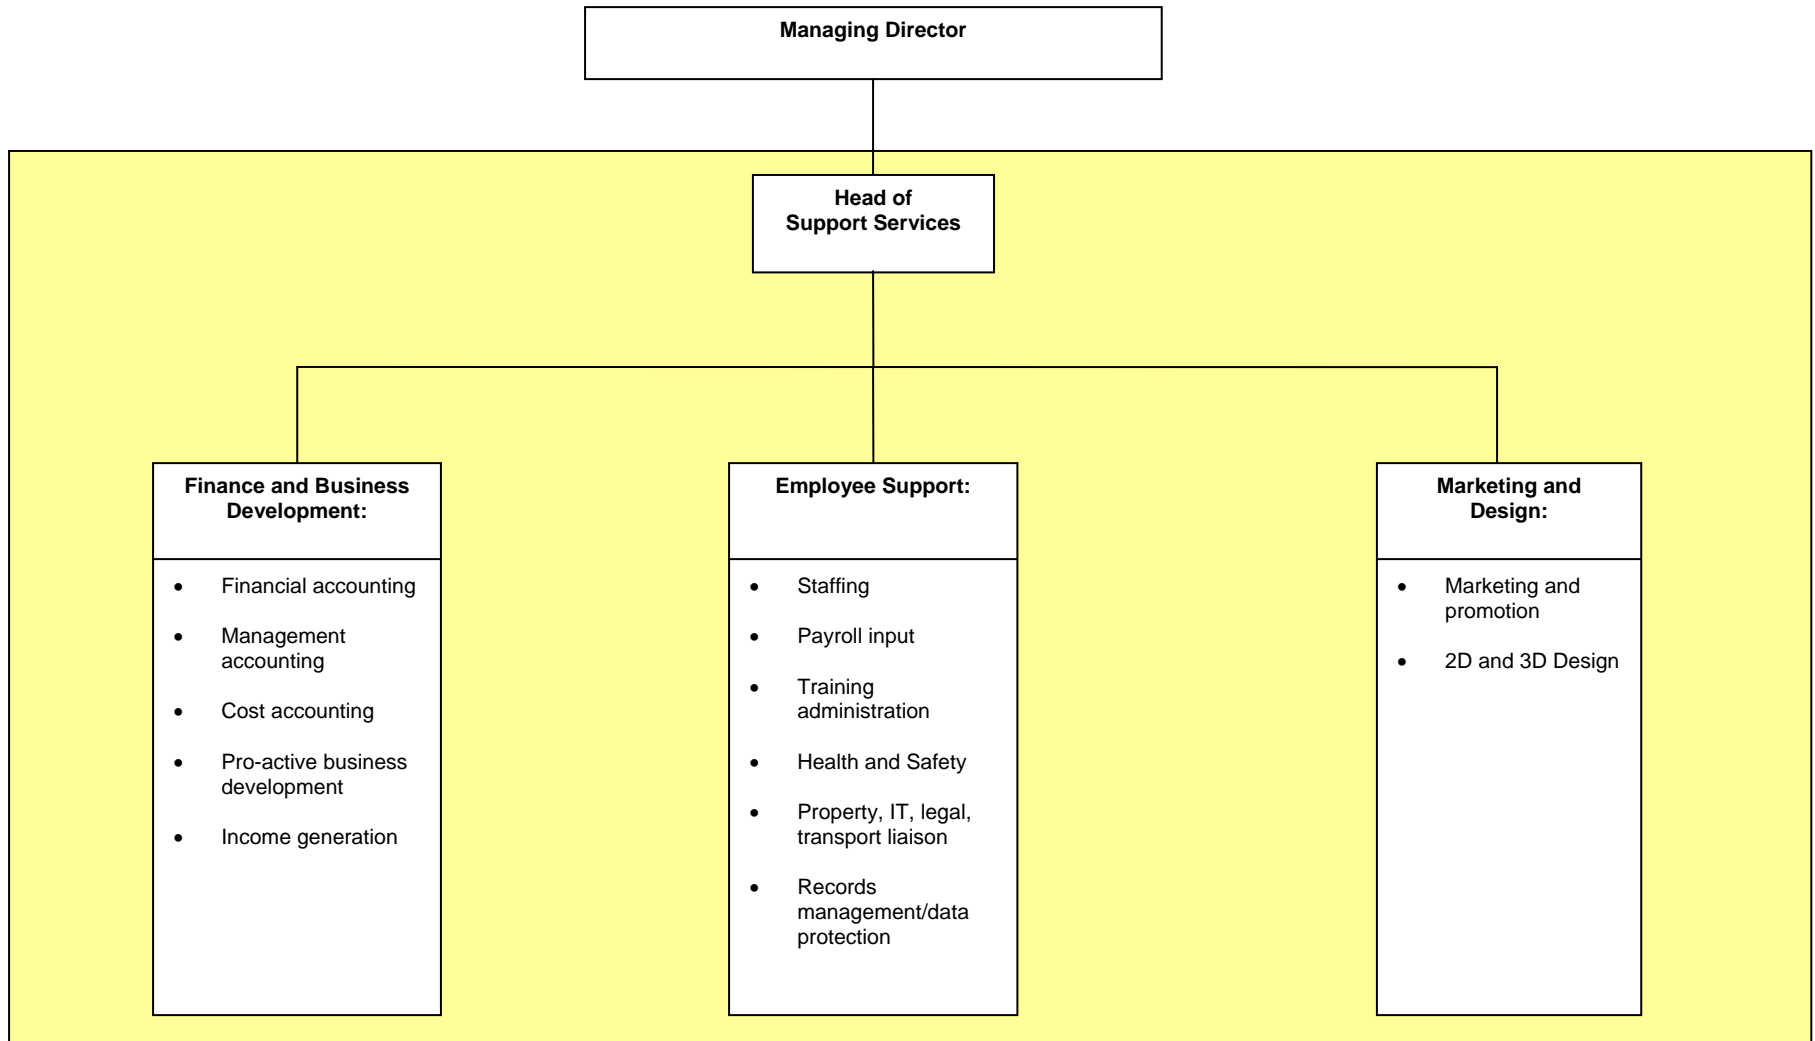 Managing Director
Head of
Support Services
Finance and Business
Development:
• Financial accounting
• Management
accounting
• Cost accounting
• Pro-active business
development
• Income generation
Employee Support:
• Staffing
• Payroll input
• Training
administration
• Health and Safety
• Property, IT, legal,
transport liaison
• Records
management/data
protection
Marketing and
Design:
• Marketing and
promotion
• 2D and 3D Design